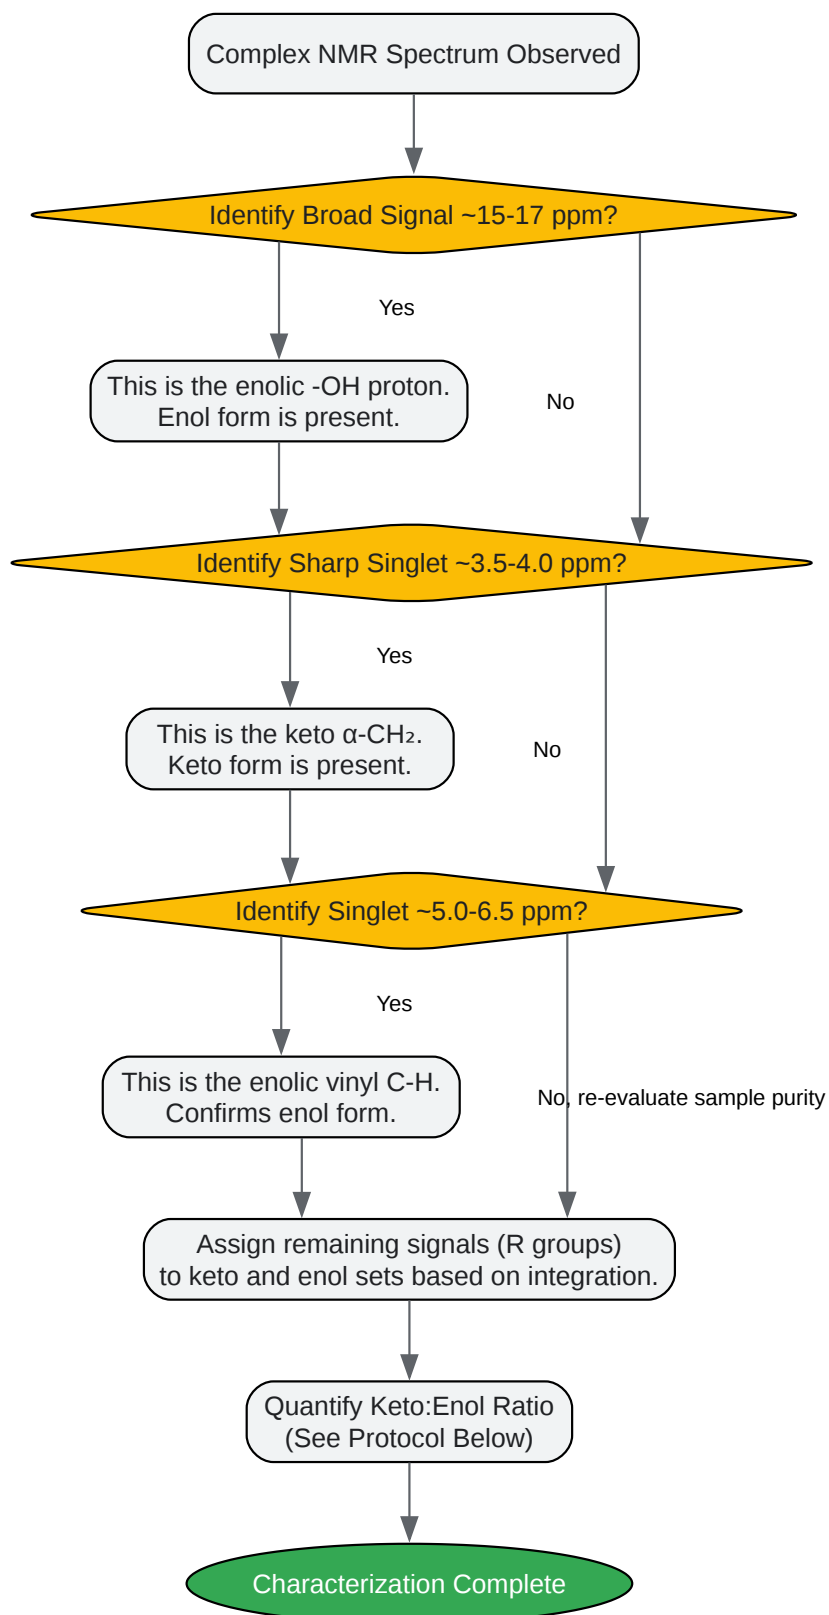 Complex NMR Spectrum Observed
Identify Broad Signal ~15-17 ppm?
Yes
This is the enolic -OH proton.
Enol form is present.
No
Identify Sharp Singlet ~3.5-4.0 ppm?
Yes
This is the keto α-CH₂.
Keto form is present.
No
Identify Singlet ~5.0-6.5 ppm?
Yes
This is the enolic vinyl C-H.
Confirms enol form.
No, re-evaluate sample purity
Assign remaining signals (R groups)
to keto and enol sets based on integration.
Quantify Keto:Enol Ratio
(See Protocol Below)
Characterization Complete